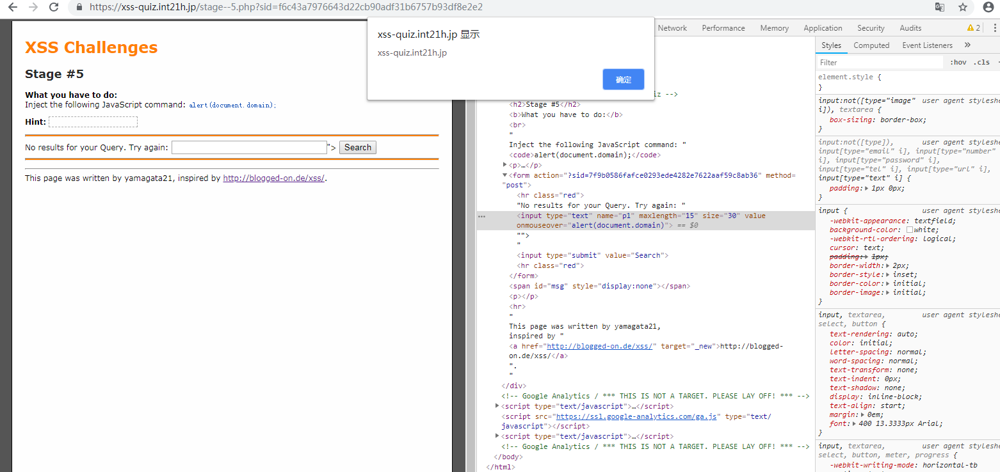 https://xss-quiz.int21h.jp/stage--5.php?sid=f6c43a7976643d22cb90adf31b6757b93df8e2e2
XSS Challenges
Stage #5
What you have to do:
Inject the following JavaScript command: alert(document.domain);
Hint:
No results for your Query. Try again: "> Search
This page was written by yamagata21, inspired by http://blogged-on.de/xss/.
xss-quiz.int21h.jp 显示
xss-quiz.int21h.jp
确定
Network Performance Memory Application Security Audits 2
iz -->
<h2>Stage #5</h2>
<b>What you have to do:</b>
<br>
"
Inject the following JavaScript command: "
<code>alert(document.domain);</code>
<p>…</p>
<form action="?sid=7f9b0586fafce0293ede4282e7622aaf59c8ab36" method=
"post">
<hr class="red">
"No results for your Query. Try again: "
<input type="text" name="p1" maxlength="15" size="30" value
onmouseover="alert(document.domain)"> == $0
"">
"
<input type="submit" value="Search">
<hr class="red">
</form>
<span id="msg" style="display:none"></span>
<p></p>
<hr>
"
This page was written by yamagata21,
inspired by "
<a href="http://blogged-on.de/xss/" target="_new">http://blogged-
on.de/xss/</a>
".
"
</div>
<!-- Google Analytics / *** THIS IS NOT A TARGET. PLEASE LAY OFF! *** -->
<script type="text/javascript">…</script>
<script src="https://ssl.google-analytics.com/ga.js" type="text/
javascript"></script>
<script type="text/javascript">…</script>
<!-- Google Analytics / *** THIS IS NOT A TARGET. PLEASE LAY OFF! *** -->
</body>
</html>
Styles Computed Event Listeners »
Filter :hov .cls
element.style {
}
input:not([type="image" user agent styleshe
i]), textarea {
box-sizing: border-box;
}
input:not([type]), user agent styleshe
input[type="email" i], input[type="number"
i], input[type="password" i],
input[type="tel" i], input[type="url" i],
input[type="text" i] {
padding: 1px 0px;
}
input { user agent styleshe
-webkit-appearance: textfield;
background-color: white;
-webkit-rtl-ordering: logical;
cursor: text;
padding: 1px;
border-width: 2px;
border-style: inset;
border-color: initial;
border-image: initial;
}
input, textarea, user agent styleshe
select, button {
text-rendering: auto;
color: initial;
letter-spacing: normal;
word-spacing: normal;
text-transform: none;
text-indent: 0px;
text-shadow: none;
display: inline-block;
text-align: start;
margin: 0em;
font: 400 13.3333px Arial;
}
input, textarea, user agent styleshe
select, button, meter, progress {
-webkit-writing-mode: horizontal-tb